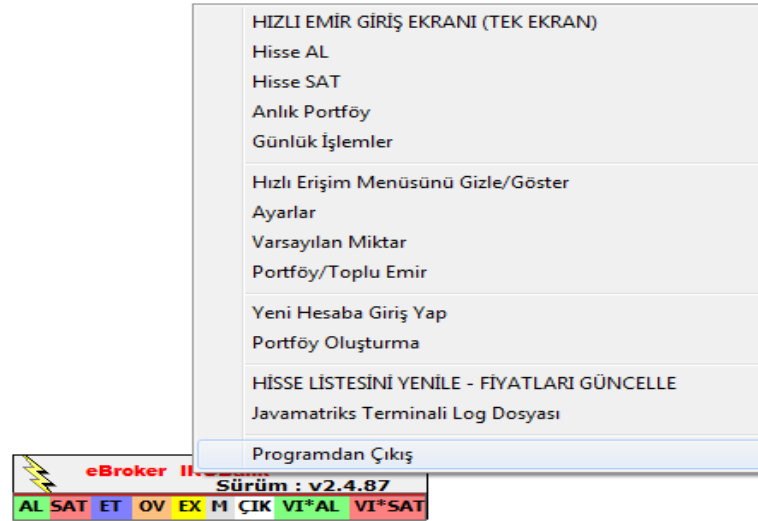 HIZLI EMİR GİRİŞ EKRANI (TEK EKRAN)
Hisse AL
Hisse SAT
Anlık Portföy
Günlük İşlemler
Hızlı Erişim Menüsünü Gizle/Göster
Ayarlar
Varsayılan Miktar
Portföy/Toplu Emir
Yeni Hesaba Giriş Yap
Portföy Oluşturma
HİSSE LİSTESİNİ YENİLE - FİYATLARI GÜNCELLE
Javamatriks Terminali Log Dosyası
Programdan Çıkış
eBroker
Sürüm : v2.4.87
AL SAT ET OV EX M ÇIK VI*AL VI*SAT